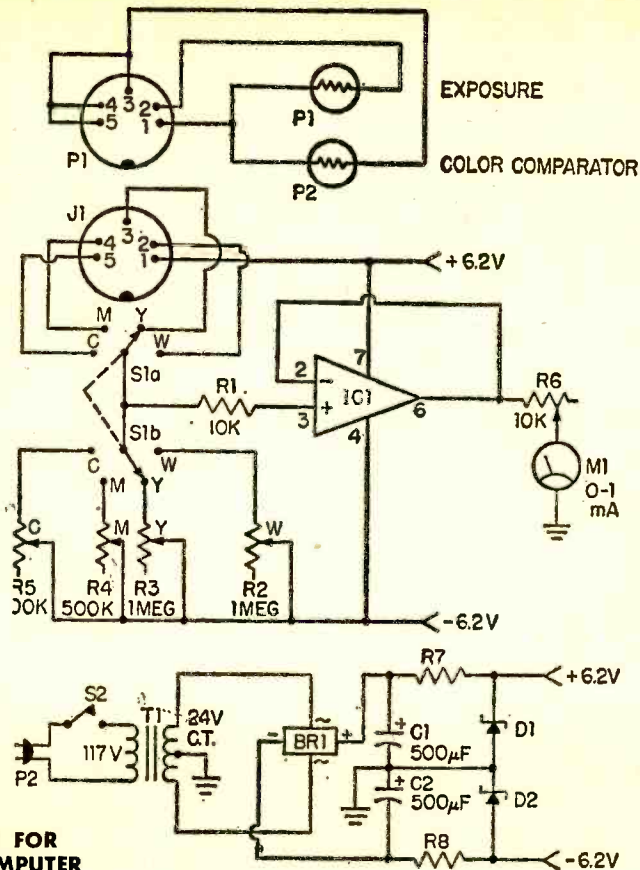 3
4 2
5 1
P1
P1
EXPOSURE
P2
COLOR COMPARATOR
J1
3
4 2
5 1
+6.2V
M Y
C W
S1a
R1
10K
2 −
7
IC1
3 +
4
6
R6
10K
M1
0-1
mA
S1b
C W
M Y
C M Y W
R5 R4 R3 R2
500K 1MEG 1MEG
-6.2V
S2
T1 24V
C.T.
117V
P2
~
- BR1 +
~
R7
+6.2V
+
C1
500µF
D1
+
C2
500µF
D2
R8
-6.2V
FOR